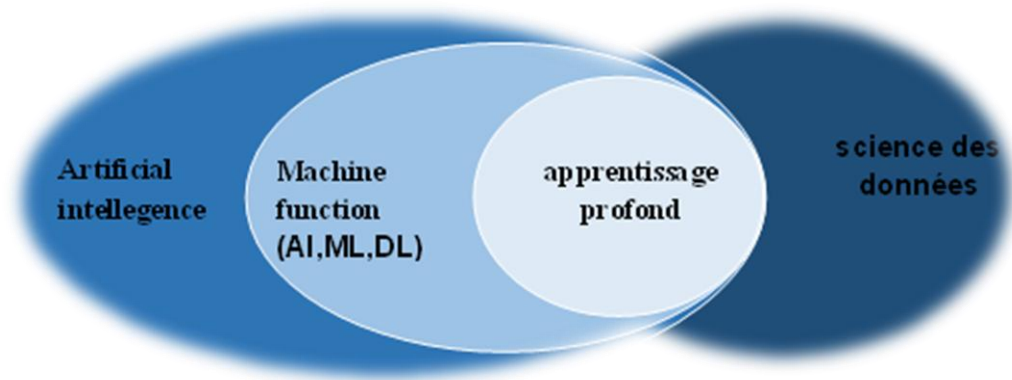 Artificial
intellegence
Machine
function
(AI,ML,DL)
apprentissage
profond
science des
données